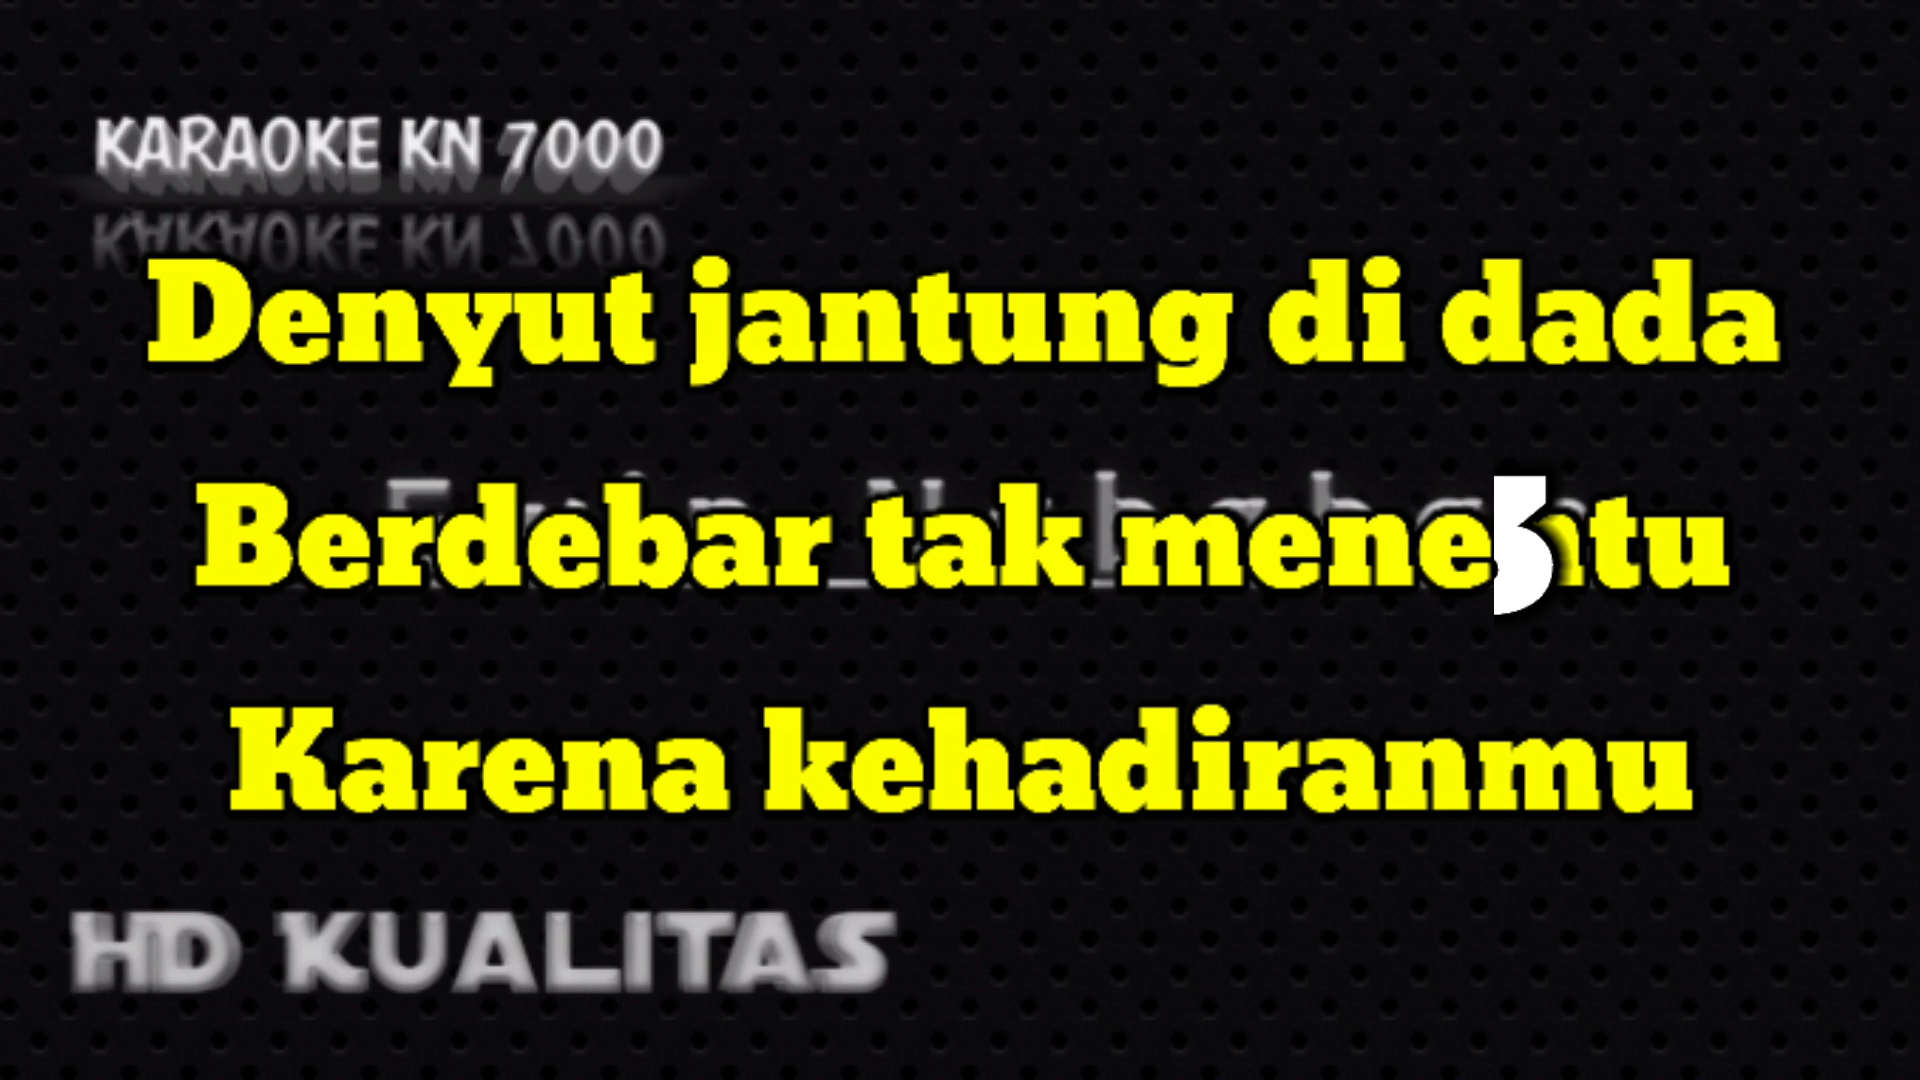 KARAOKE KN 7000
Denyut jantung di dada
Berdebar tak menentu
Karena kehadiranmu
HD KUALITAS